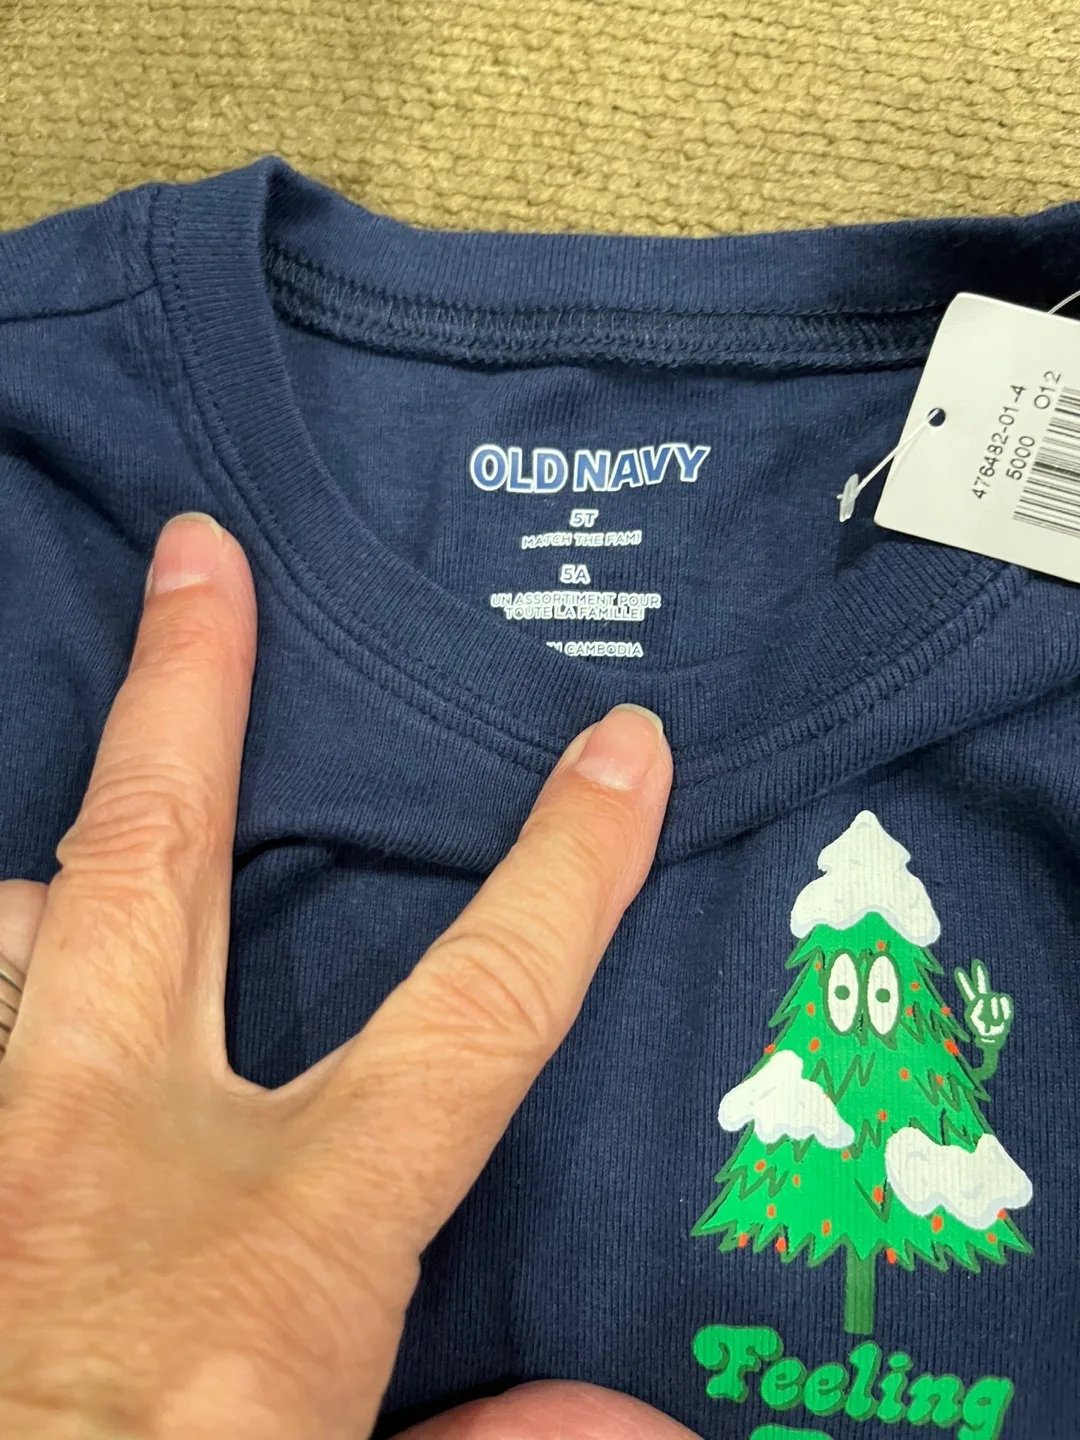 OLD NAVY
5T
MATCH THE FAM!
5A
UN ASSORTIMENT POUR
TOUTE LA FAMILLE!
CAMBODIA
476482-01-4
5000 012
Feeling